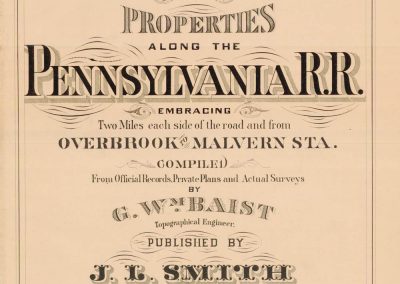 PROPERTIES
ALONG THE
PENNSYLVANIA R.R.
EMBRACING
Two Miles each side of the road and from
OVERBROOK TO MALVERN STA.
COMPILED
From Official Records, Private Plans and Actual Surveys
BY
G. WM BAIST
Topographical Engineer.
PUBLISHED BY
J. L. SMITH